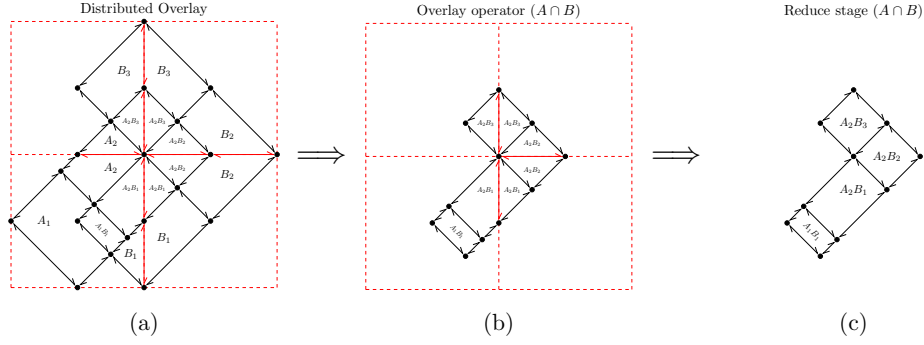 Distributed Overlay
Overlay operator (A ∩ B)
Reduce stage (A ∩ B)
B₃ B₃
A₂B₃ A₂B₃
A₂ A₂B₂ B₂
A₂ A₂B₂ B₂
A₂B₁ A₂B₁
A₁ A₁B₁ B₁ B₁
A₂B₃ A₂B₃
A₂B₂
A₂B₂
A₂B₁ A₂B₁
A₁B₁
A₂B₃
A₂B₂
A₂B₁
A₁B₁
(a)
(b)
(c)